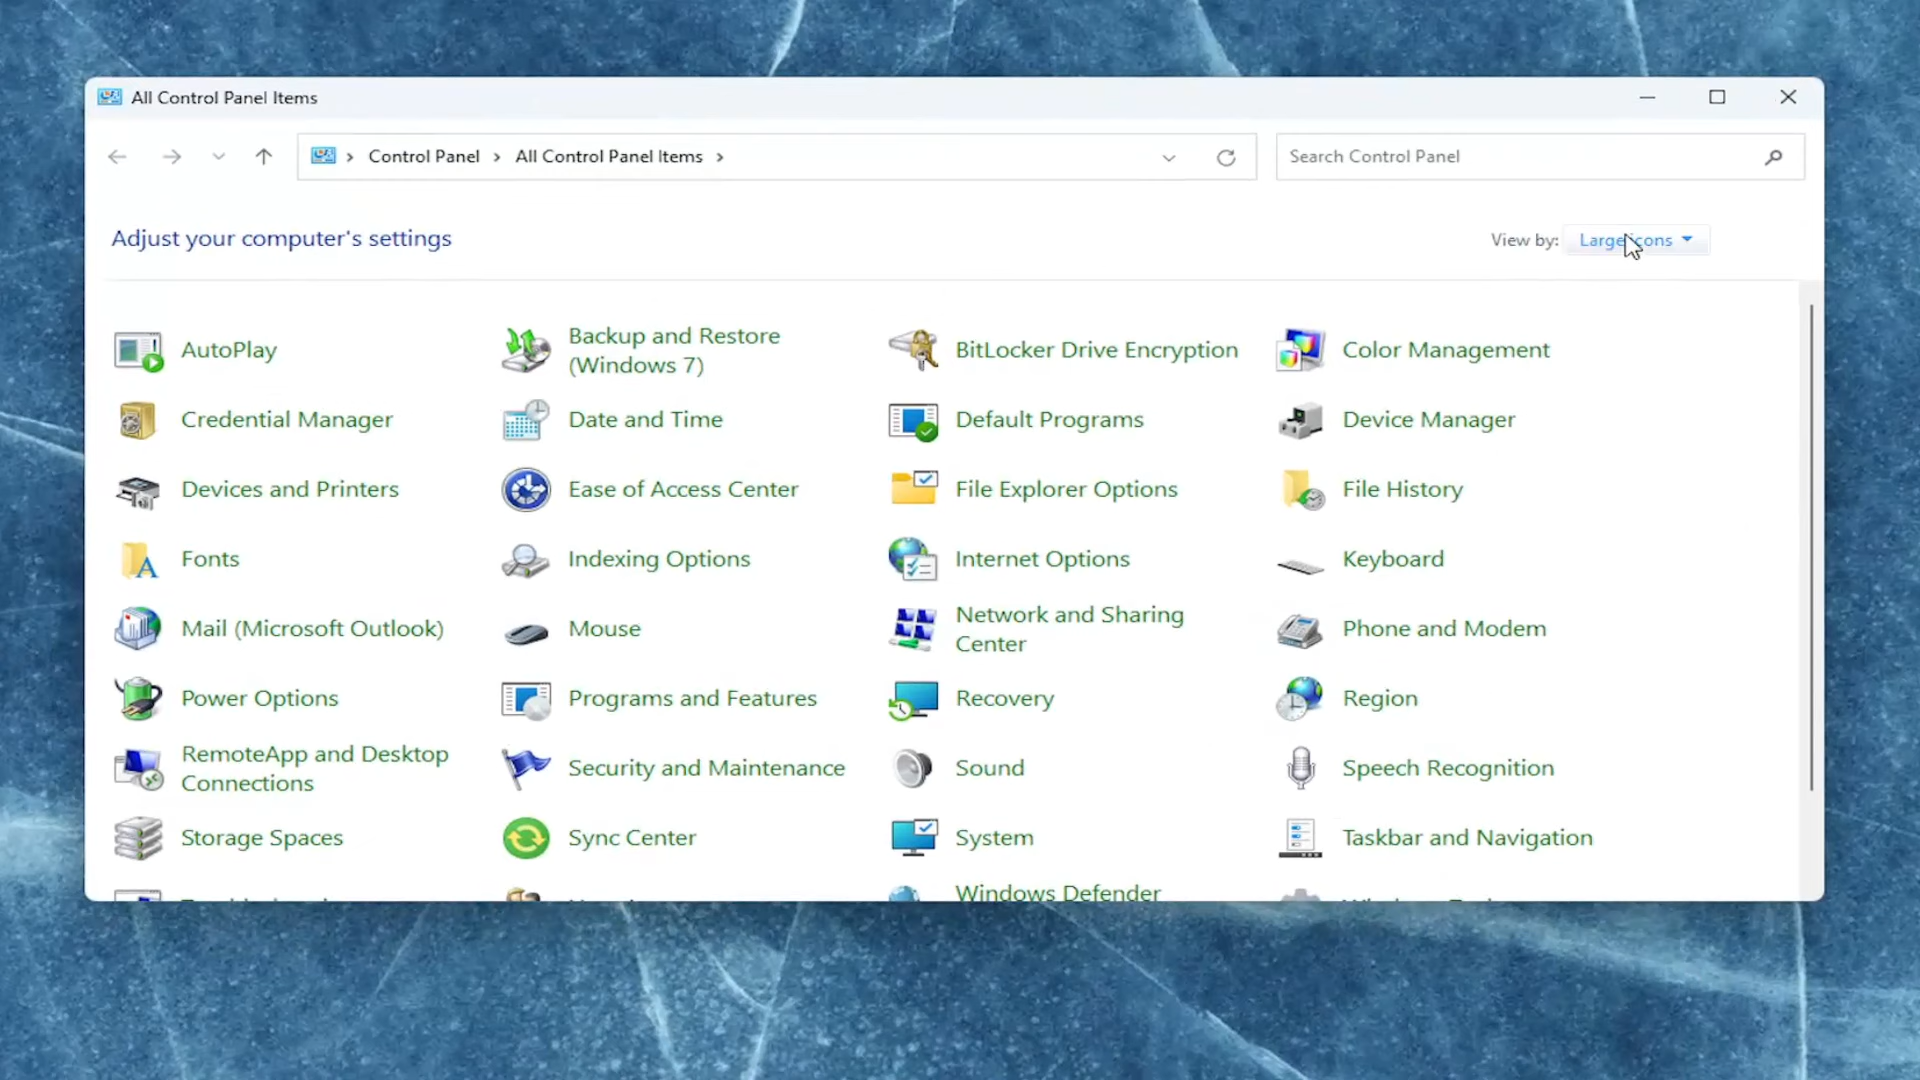 All Control Panel Items
Control Panel
All Control Panel Items
Search Control Panel
Adjust your computer's settings
View by:
Large icons
AutoPlay
Backup and Restore
(Windows 7)
BitLocker Drive Encryption
Color Management
Credential Manager
Date and Time
Default Programs
Device Manager
Devices and Printers
Ease of Access Center
File Explorer Options
File History
Fonts
Indexing Options
Internet Options
Keyboard
Mail (Microsoft Outlook)
Mouse
Network and Sharing
Center
Phone and Modem
Power Options
Programs and Features
Recovery
Region
RemoteApp and Desktop
Connections
Security and Maintenance
Sound
Speech Recognition
Storage Spaces
Sync Center
System
Taskbar and Navigation
Windows Defender